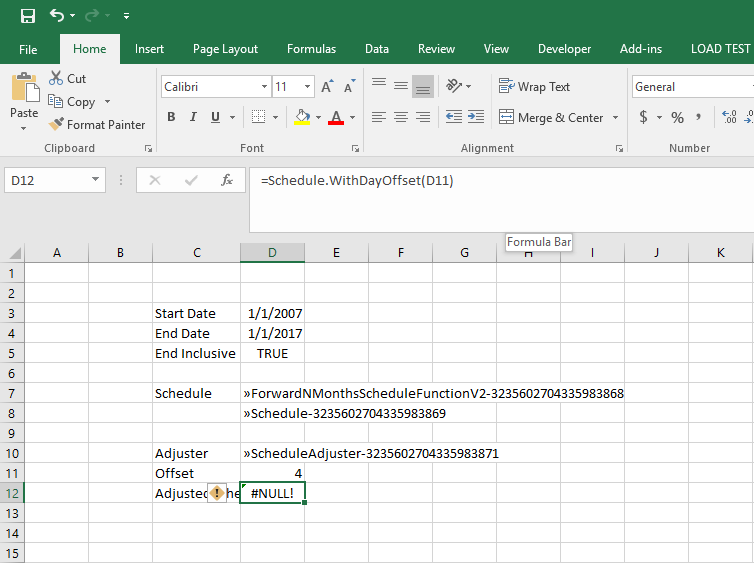 File Home Insert Page Layout Formulas Data Review View Developer Add-ins LOAD TEST
Paste Cut Calibri 11 A A Wrap Text General
Copy
Format Painter B I U A Merge & Center $ % , .00
Clipboard Font Alignment Number
D12 fx =Schedule.WithDayOffset(D11)
Formula Bar
A B C D E F G H I J K
1
2
3 Start Date 1/1/2007
4 End Date 1/1/2017
5 End Inclusive TRUE
6
7 Schedule »ForwardNMonthsScheduleFunctionV2-3235602704335983868
8 »Schedule-3235602704335983869
9
10 Adjuster »ScheduleAdjuster-3235602704335983871
11 Offset 4
12 Adjusted he #NULL!
13
14
15